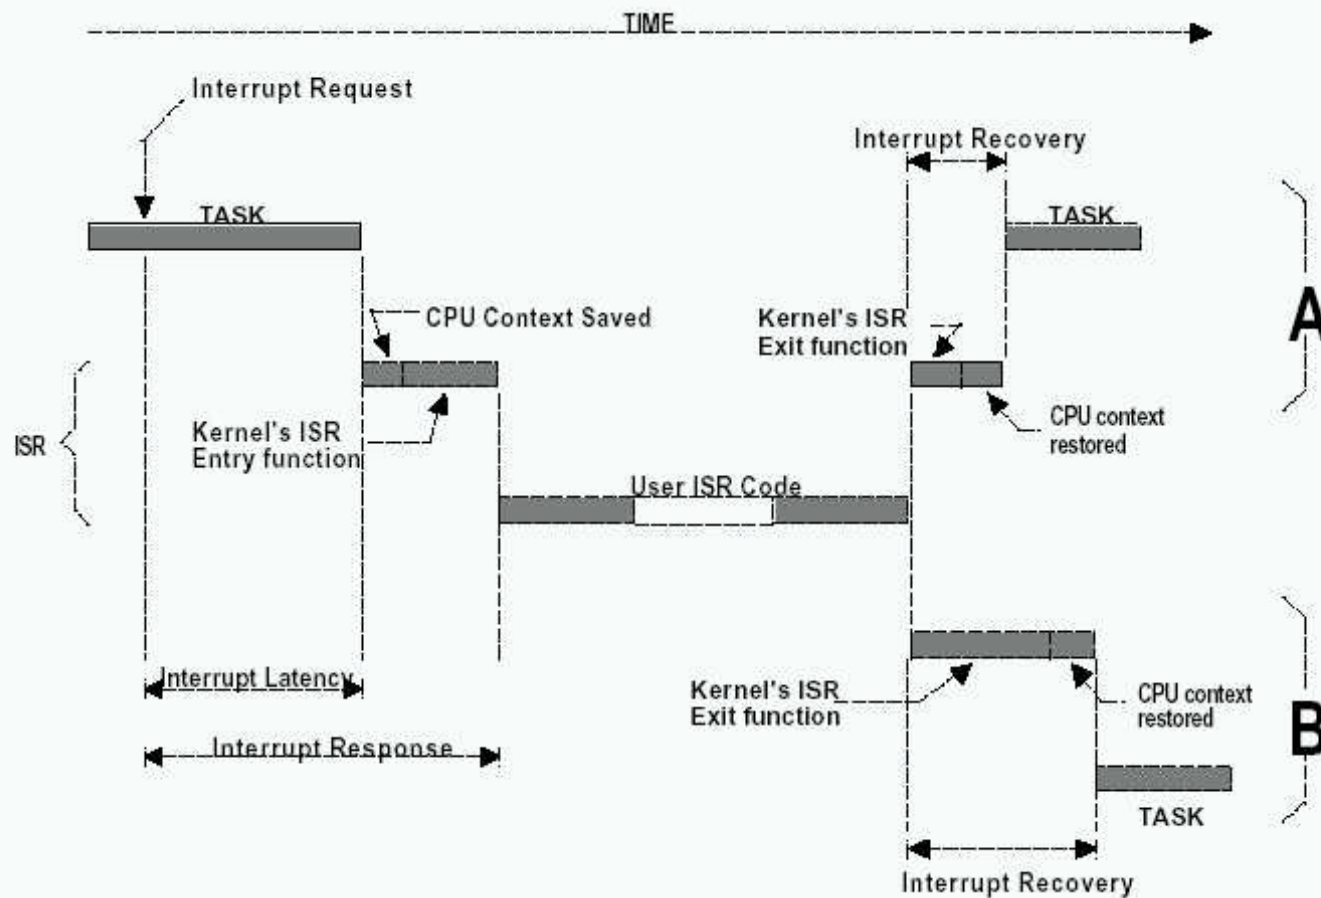 TIME
Interrupt Request
Interrupt Recovery
TASK
TASK
A
CPU Context Saved
Kernel's ISR
Exit function
ISR
Kernel's ISR
Entry function
CPU context
restored
User ISR Code
Interrupt Latency
Kernel's ISR
Exit function
CPU context
restored
B
Interrupt Response
TASK
Interrupt Recovery